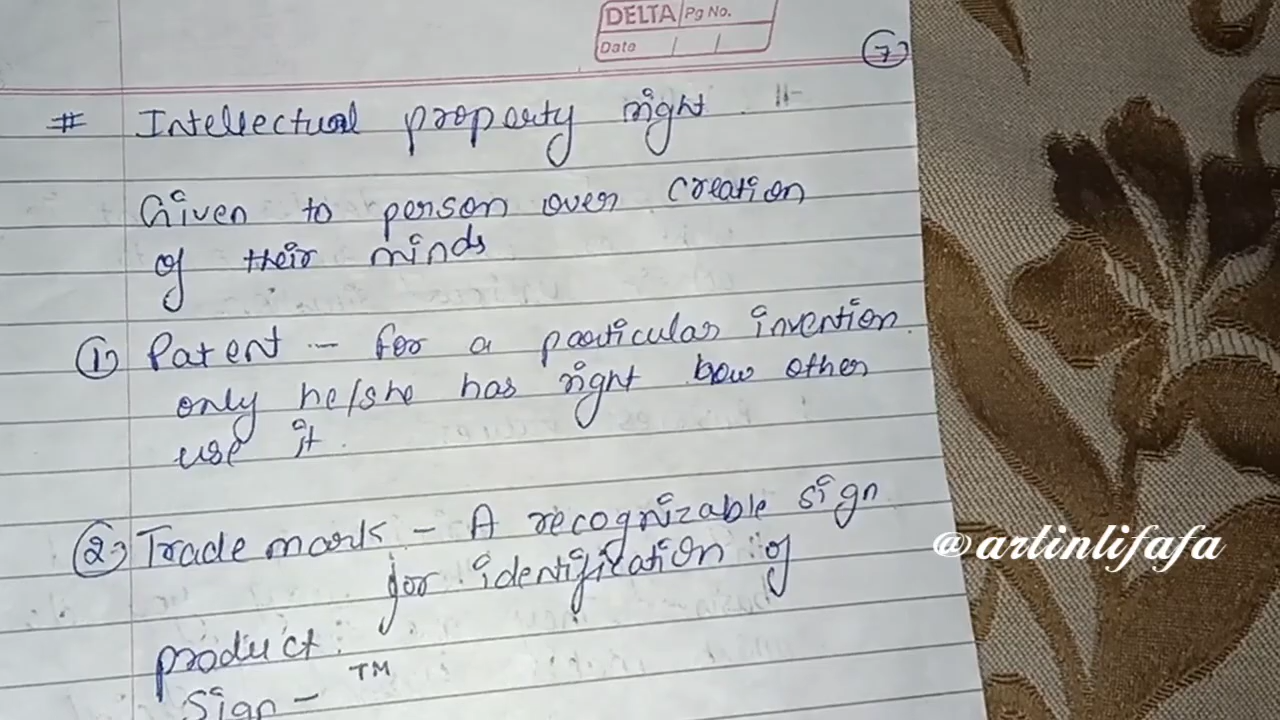 DELTA Pg No.
Date / /
7
# Intellectual property right :-
Given to person over creation
of their minds
1) Patent - for a particular invention
only he/she has right how other
use it.
2) Trade mark - A recognizable sign
for identification of
product.
Sign - TM
@artinlifafa